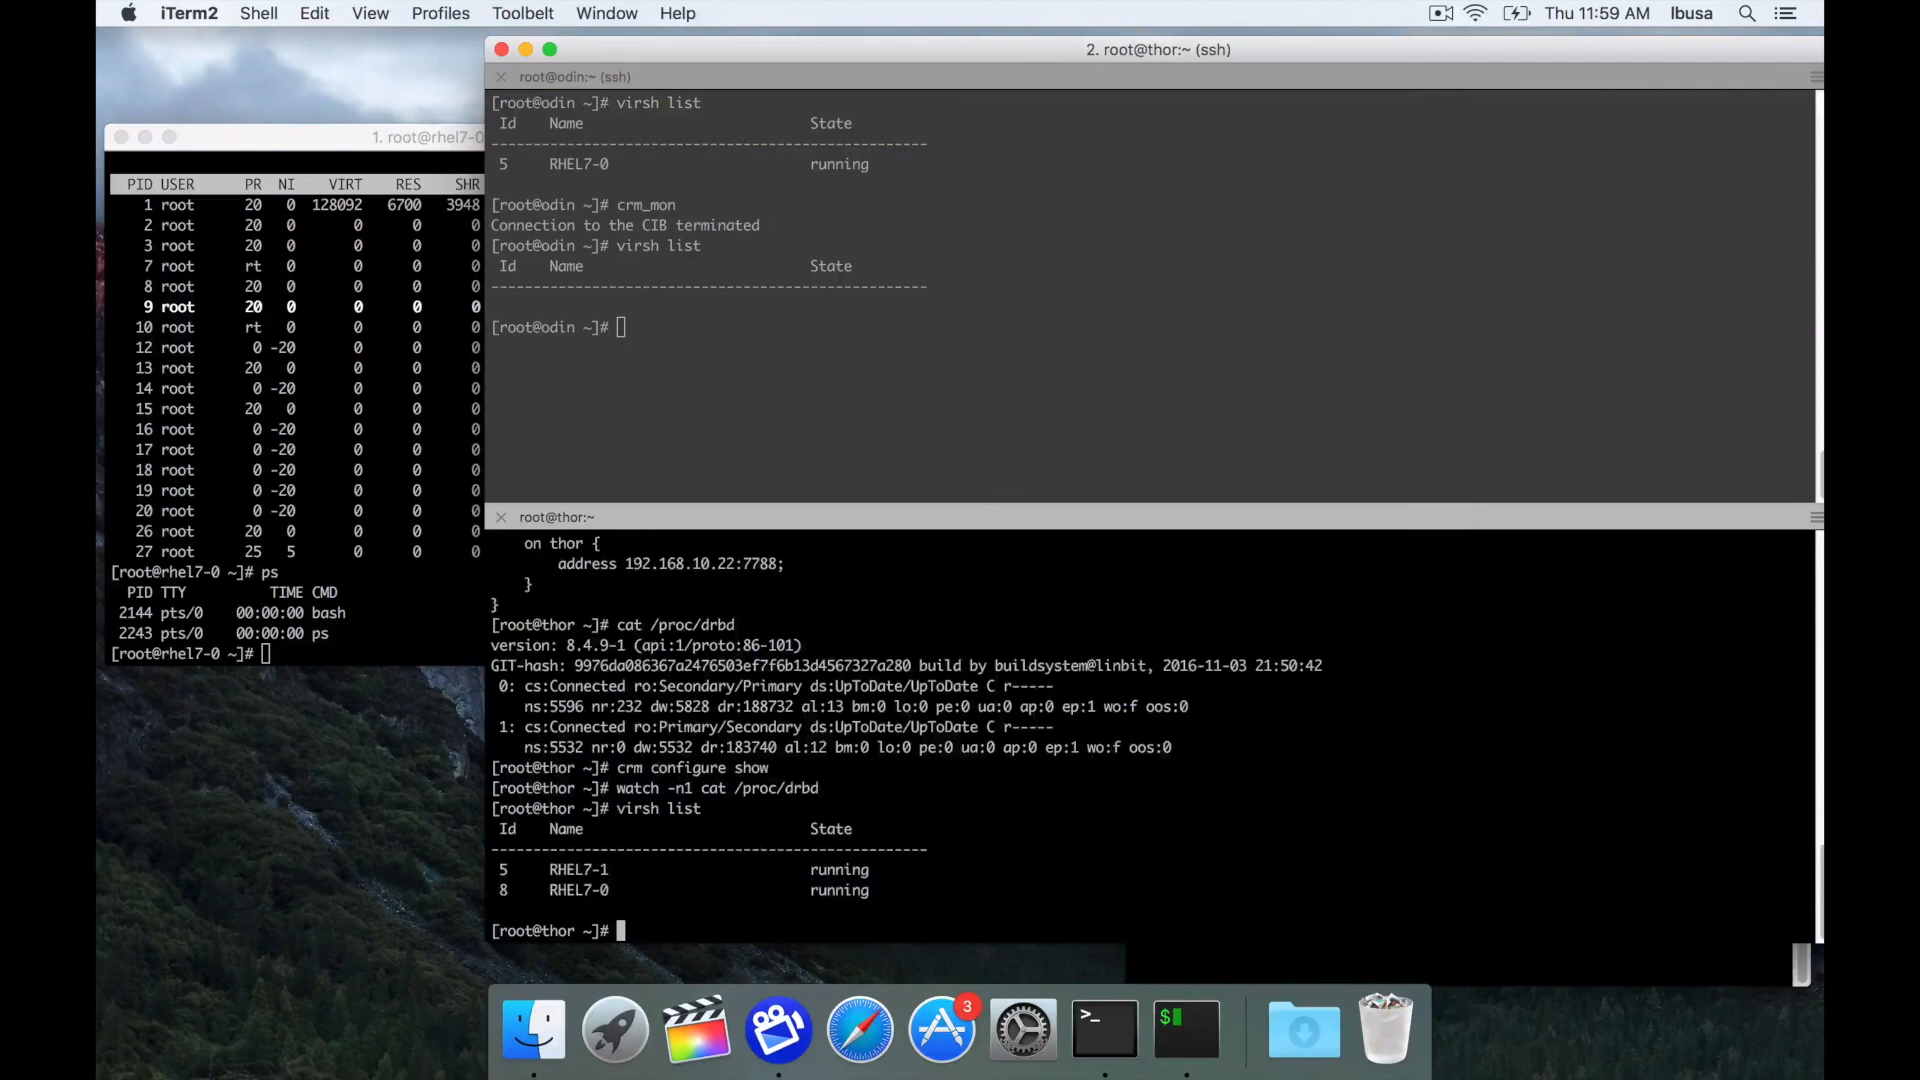 iTerm2 Shell Edit View Profiles Toolbelt Window Help Thu 11:59 AM Ibusa
2. root@thor:~ (ssh)
root@odin:~ (ssh)
[root@odin ~]# virsh list
Id Name State
----------------------------------------------------
5 RHEL7-0 running
[root@odin ~]# crm_mon
Connection to the CIB terminated
[root@odin ~]# virsh list
Id Name State
----------------------------------------------------
[root@odin ~]#
1. root@rhel7-0
PID USER PR NI VIRT RES SHR
1 root 20 0 128092 6700 3948
2 root 20 0 0 0 0
3 root 20 0 0 0 0
7 root rt 0 0 0 0
8 root 20 0 0 0 0
9 root 20 0 0 0 0
10 root rt 0 0 0 0
12 root 0 -20 0 0 0
13 root 20 0 0 0 0
14 root 0 -20 0 0 0
15 root 20 0 0 0 0
16 root 0 -20 0 0 0
17 root 0 -20 0 0 0
18 root 0 -20 0 0 0
19 root 0 -20 0 0 0
20 root 0 -20 0 0 0
26 root 20 0 0 0 0
27 root 25 5 0 0 0
[root@rhel7-0 ~]# ps
PID TTY TIME CMD
2144 pts/0 00:00:00 bash
2243 pts/0 00:00:00 ps
[root@rhel7-0 ~]#
root@thor:~
on thor {
address 192.168.10.22:7788;
}
}
[root@thor ~]# cat /proc/drbd
version: 8.4.9-1 (api:1/proto:86-101)
GIT-hash: 9976da086367a2476503ef7f6b13d4567327a280 build by buildsystem@linbit, 2016-11-03 21:50:42
0: cs:Connected ro:Secondary/Primary ds:UpToDate/UpToDate C r-----
ns:5596 nr:232 dw:5828 dr:188732 al:13 bm:0 lo:0 pe:0 ua:0 ap:0 ep:1 wo:f oos:0
1: cs:Connected ro:Primary/Secondary ds:UpToDate/UpToDate C r-----
ns:5532 nr:0 dw:5532 dr:183740 al:12 bm:0 lo:0 pe:0 ua:0 ap:0 ep:1 wo:f oos:0
[root@thor ~]# crm configure show
[root@thor ~]# watch -n1 cat /proc/drbd
[root@thor ~]# virsh list
Id Name State
----------------------------------------------------
5 RHEL7-1 running
8 RHEL7-0 running
[root@thor ~]#
3
>_
$